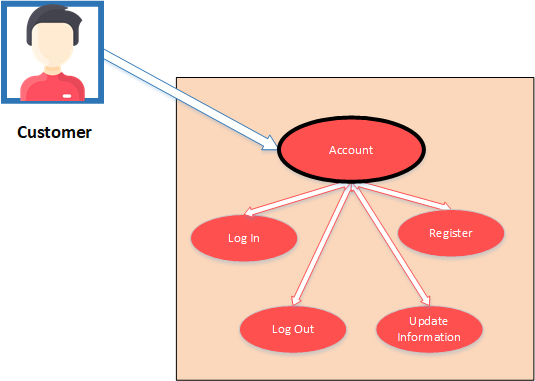 Customer
Account
Log In
Register
Log Out
Update
Information